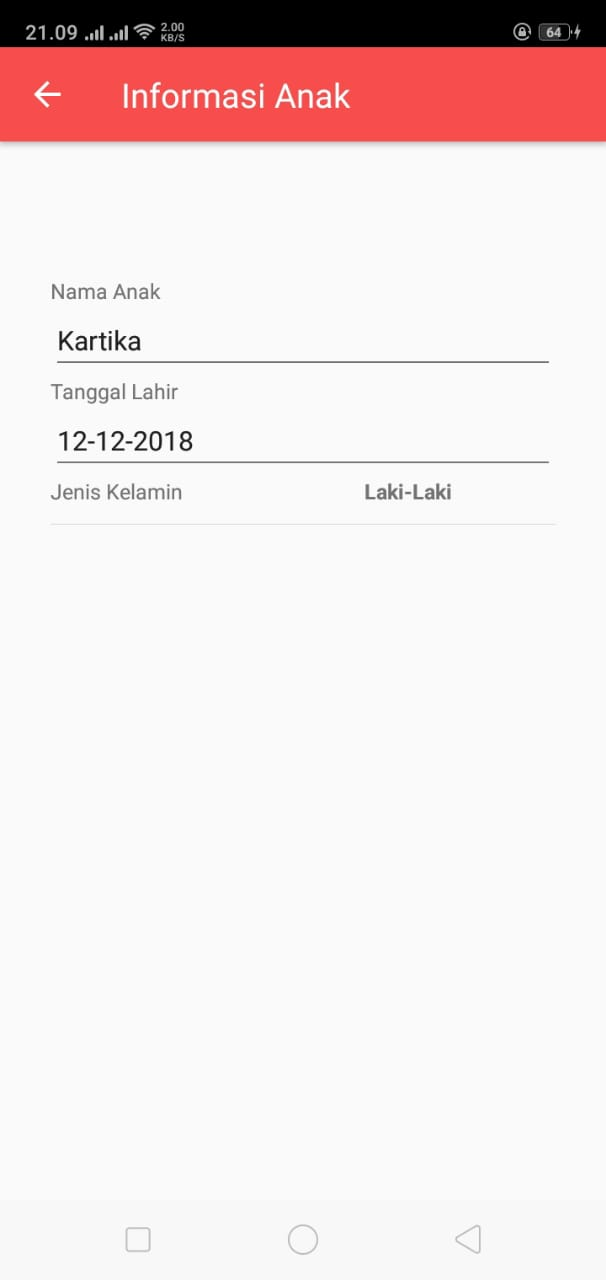 21.09 2.00 KB/S 64
Informasi Anak
Nama Anak
Kartika
Tanggal Lahir
12-12-2018
Jenis Kelamin Laki-Laki